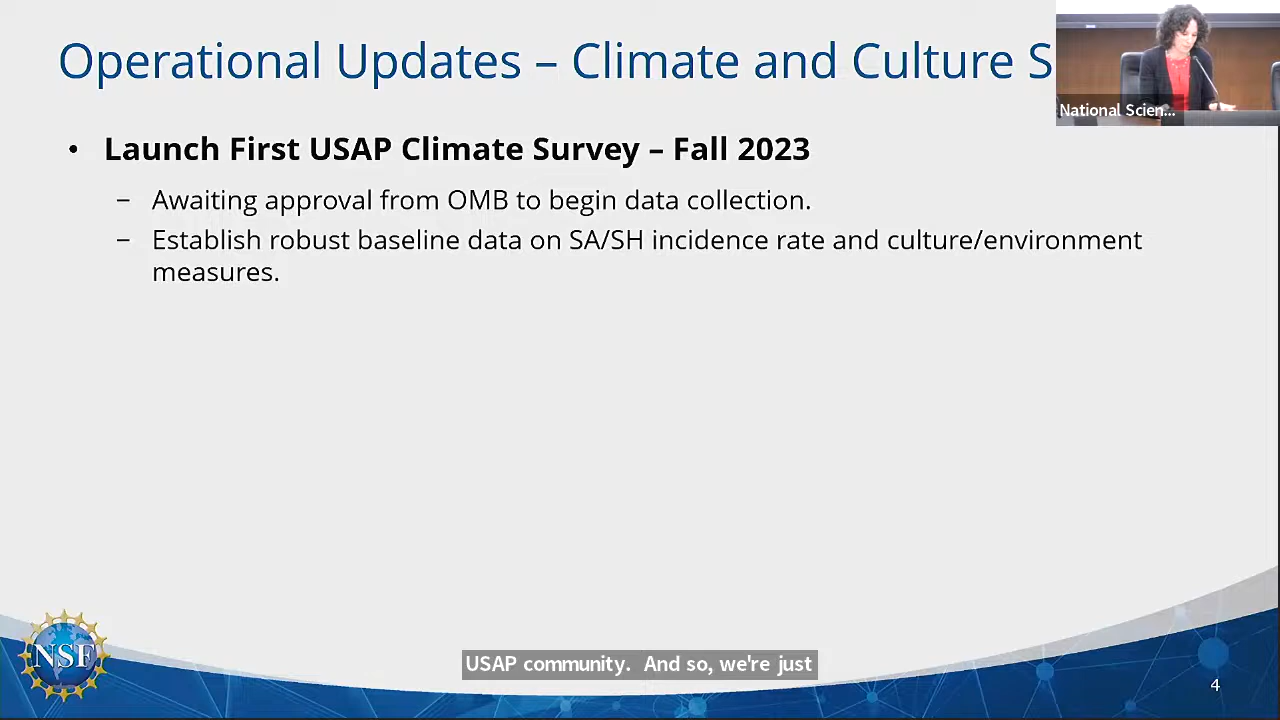 Operational Updates – Climate and Culture S
National Scien...
• Launch First USAP Climate Survey – Fall 2023
– Awaiting approval from OMB to begin data collection.
– Establish robust baseline data on SA/SH incidence rate and culture/environment
measures.
NSF
USAP community. And so, we're just
4